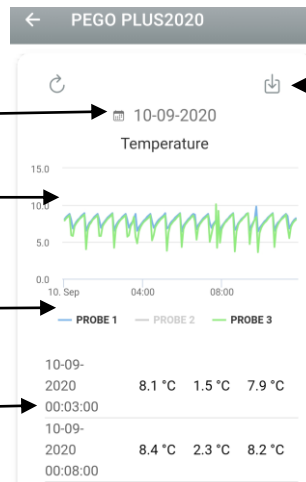 ← PEGO PLUS2020
10-09-2020
Temperature
15.0
10.0
5.0
0.0
10. Sep 04:00 08:00
PROBE 1 PROBE 2 PROBE 3
10-09-
2020 8.1 °C 1.5 °C 7.9 °C
00:03:00
10-09-
2020 8.4 °C 2.3 °C 8.2 °C
00:08:00